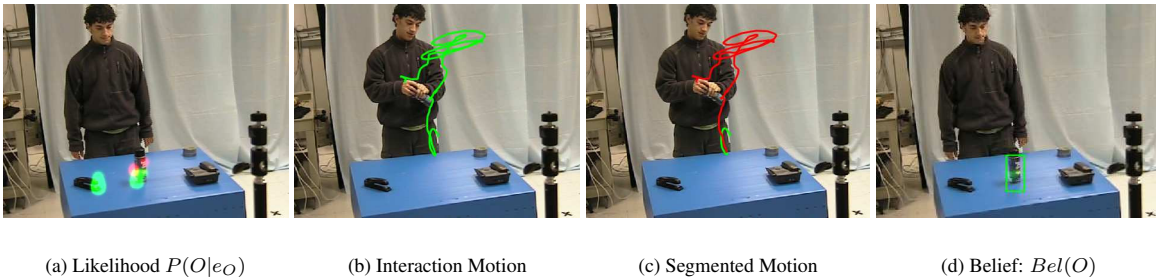 (a) Likelihood P(O|e_O)
(b) Interaction Motion
(c) Segmented Motion
(d) Belief: Bel(O)